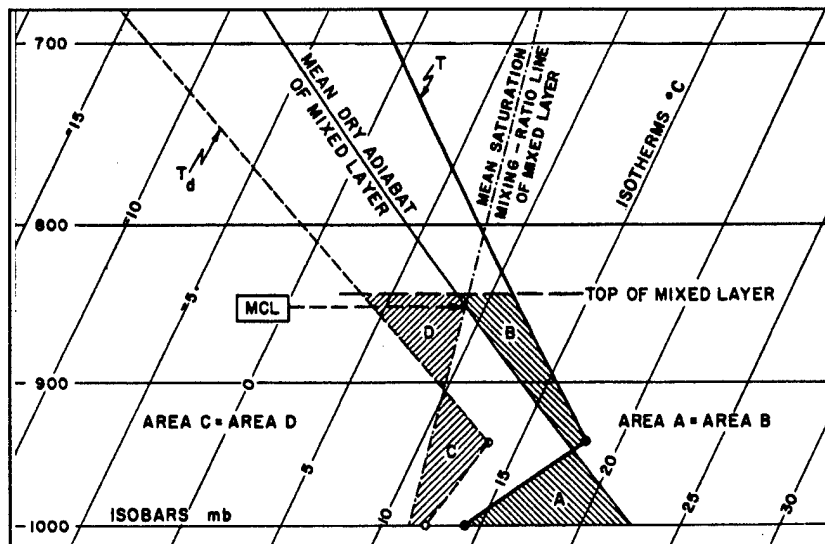 700
T
MEAN DRY ADIABAT
OF MIXED LAYER
MEAN SATURATION
MIXING-RATIO LINE
OF MIXED LAYER
ISOTHERMS °C
-15
Td
-10
800
-5
MCL
TOP OF MIXED LAYER
D
B
0
900
AREA C = AREA D
AREA A = AREA B
5
C
10
15
A
20
25
30
ISOBARS mb
1000